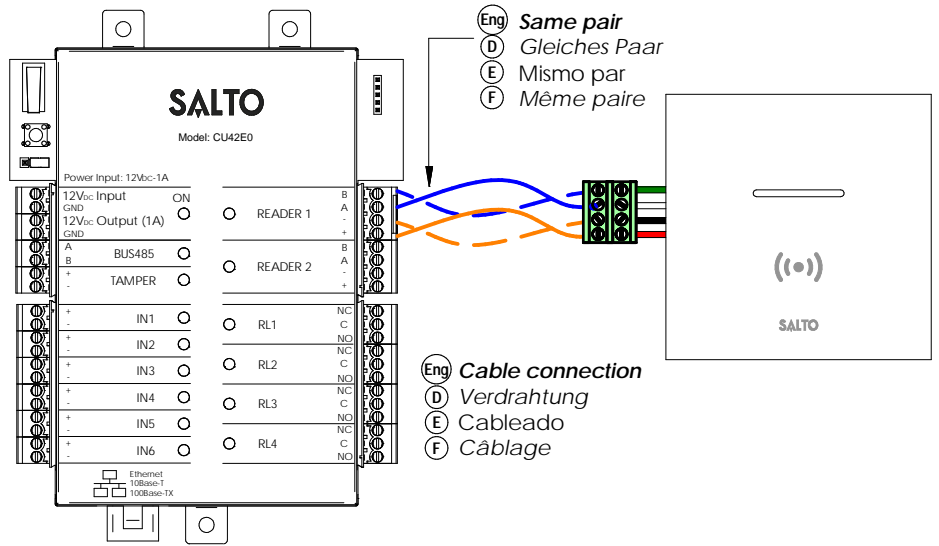 Eng Same pair
D Gleiches Paar
E Mismo par
F Même paire
SALTO
Model: CU42E0
Power Input: 12VDC-1A
12VDC Input ON
GND
12VDC Output (1A)
GND
READER 1
B
A
-
+
A
B
BUS485
READER 2
B
A
-
+
+
-
TAMPER
+
-
IN1
RL1
NC
C
NO
+
-
IN2
RL2
NC
C
NO
+
-
IN3
+
-
IN4
RL3
NC
C
NO
+
-
IN5
RL4
NC
C
NO
+
-
IN6
Ethernet
10Base-T
100Base-TX
SALTO
Eng Cable connection
D Verdrahtung
E Cableado
F Câblage